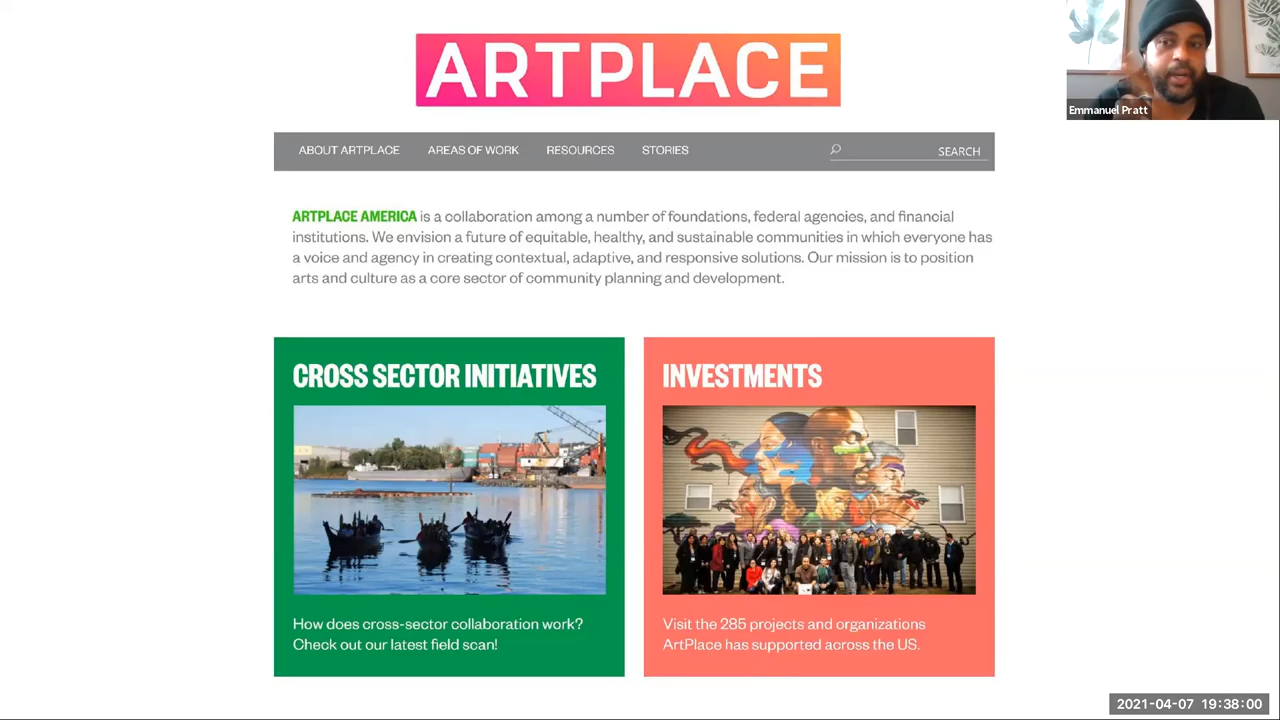 ARTPLACE
Emmanuel Pratt
ABOUT ARTPLACE AREAS OF WORK RESOURCES STORIES SEARCH
ARTPLACE AMERICA is a collaboration among a number of foundations, federal agencies, and financial
institutions. We envision a future of equitable, healthy, and sustainable communities in which everyone has
a voice and agency in creating contextual, adaptive, and responsive solutions. Our mission is to position
arts and culture as a core sector of community planning and development.
CROSS SECTOR INITIATIVES
How does cross-sector collaboration work?
Check out our latest field scan!
INVESTMENTS
Visit the 285 projects and organizations
ArtPlace has supported across the US.
2021-04-07 19:38:00